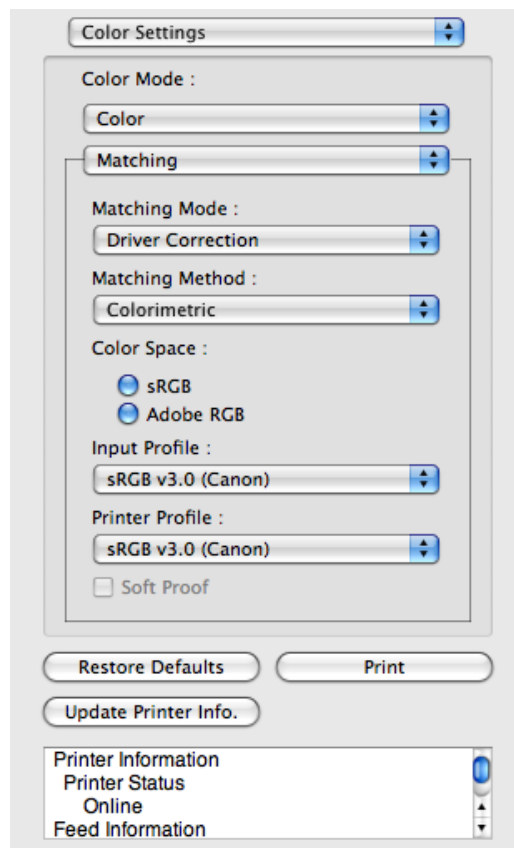 Color Settings
Color Mode :
Color
Matching
Matching Mode :
Driver Correction
Matching Method :
Colorimetric
Color Space :
sRGB
Adobe RGB
Input Profile :
sRGB v3.0 (Canon)
Printer Profile :
sRGB v3.0 (Canon)
Soft Proof
Restore Defaults
Print
Update Printer Info.
Printer Information
Printer Status
Online
Feed Information